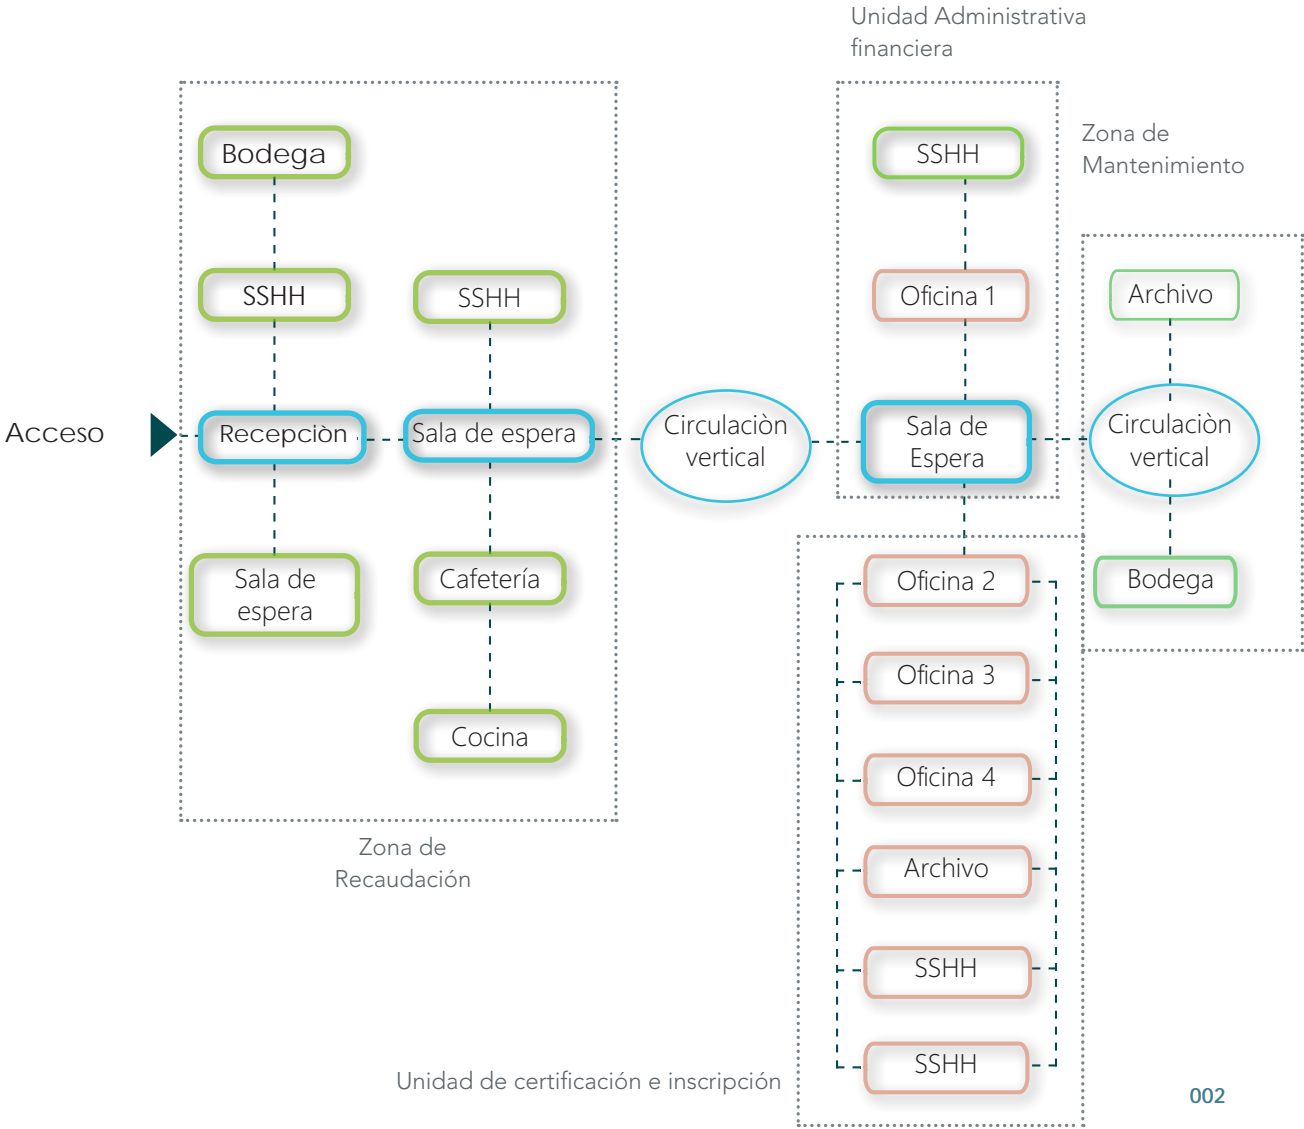 Unidad Administrativa
financiera
Zona de
Mantenimiento
Bodega
SSHH
SSHH
SSHH
Oficina 1
Archivo
Acceso
Recepciòn
Sala de espera
Circulaciòn
vertical
Sala de
Espera
Circulaciòn
vertical
Sala de
espera
Cafetería
Oficina 2
Bodega
Oficina 3
Cocina
Oficina 4
Zona de
Recaudación
Archivo
SSHH
SSHH
Unidad de certificación e inscripción
002